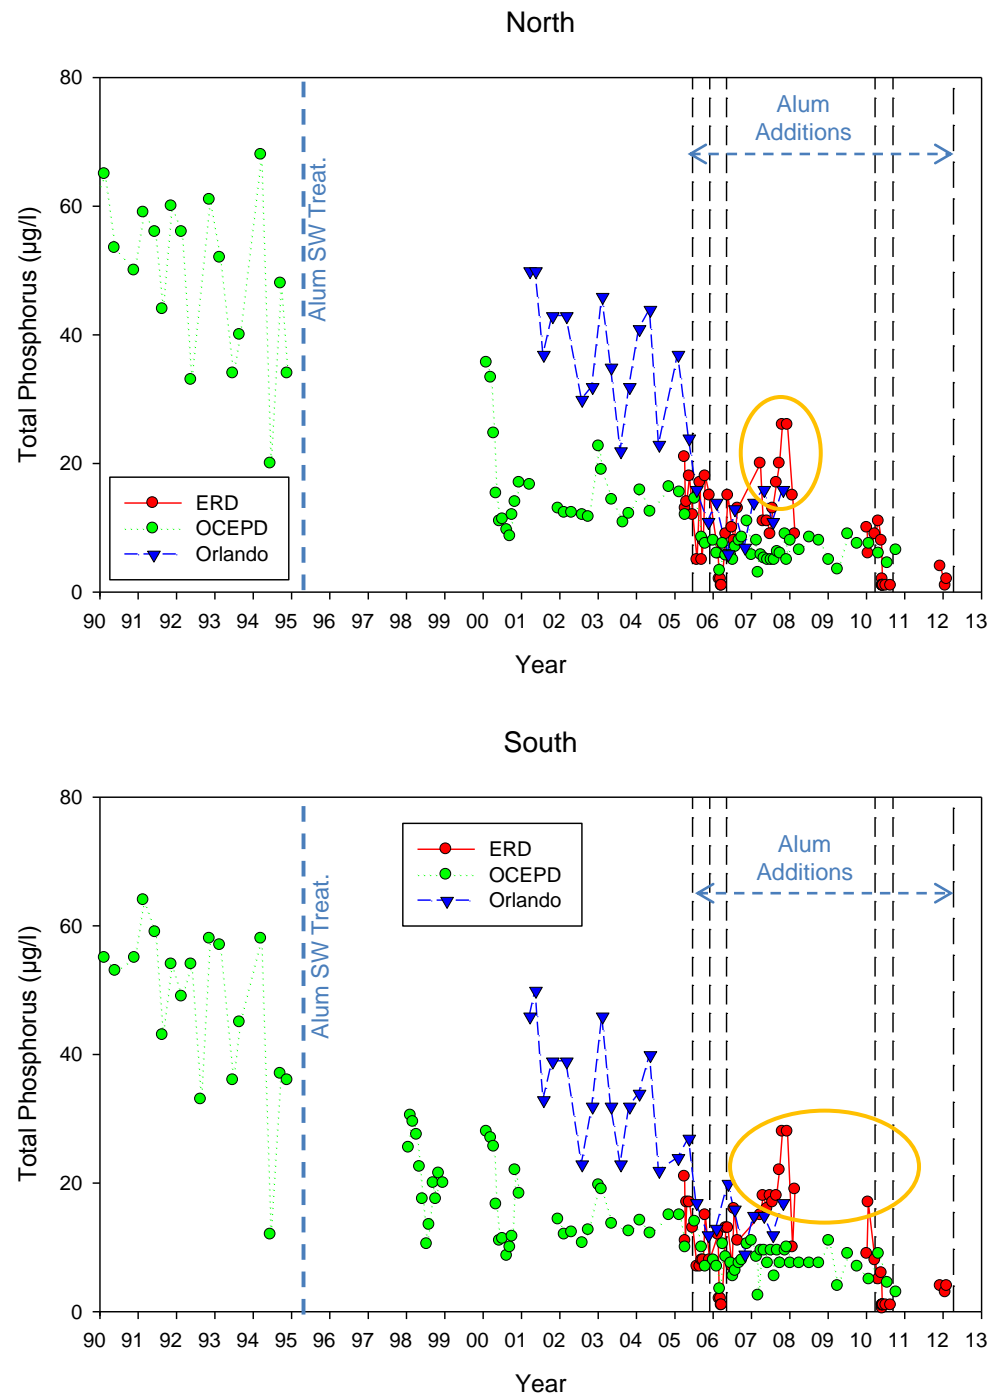 North
80
60
40
20
0
Total Phosphorus (µg/l)
Alum SW Treat.
Alum
Additions
ERD
OCEPD
Orlando
90 91 92 93 94 95 96 97 98 99 00 01 02 03 04 05 06 07 08 09 10 11 12 13
Year
South
80
60
40
20
0
Total Phosphorus (µg/l)
Alum SW Treat.
ERD
OCEPD
Orlando
Alum
Additions
90 91 92 93 94 95 96 97 98 99 00 01 02 03 04 05 06 07 08 09 10 11 12 13
Year